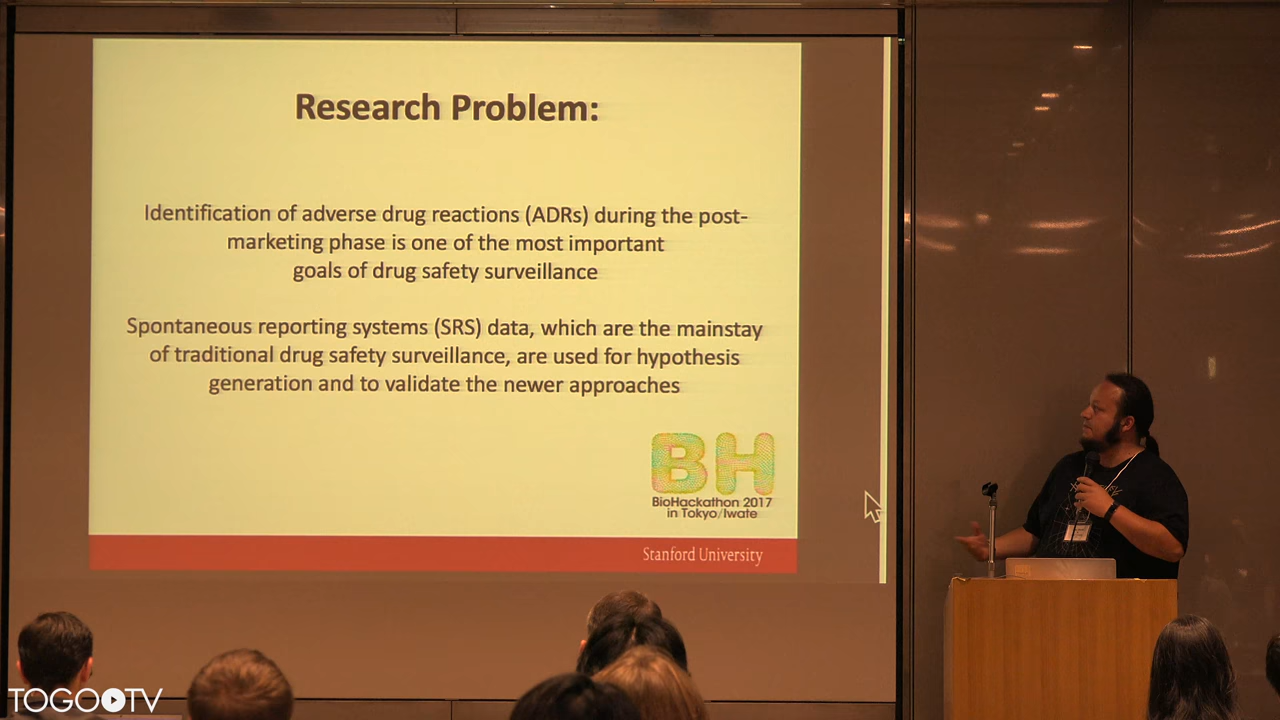 Research Problem:
Identification of adverse drug reactions (ADRs) during the post-
marketing phase is one of the most important
goals of drug safety surveillance
Spontaneous reporting systems (SRS) data, which are the mainstay
of traditional drug safety surveillance, are used for hypothesis
generation and to validate the newer approaches
BH
BioHackathon 2017
in Tokyo/Iwate
Stanford University
TOGOTV